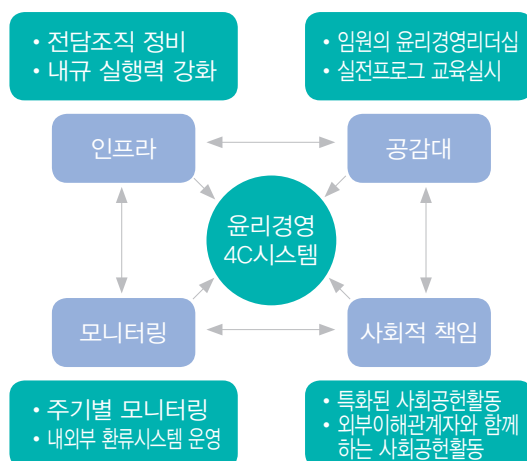 • 전담조직 정비
• 내규 실행력 강화
• 임원의 윤리경영리더십
• 실전프로그 교육실시
인프라
공감대
윤리경영
4C시스템
모니터링
사회적 책임
• 주기별 모니터링
• 내외부 환류시스템 운영
• 특화된 사회공헌활동
• 외부이해관계자와 함께
하는 사회공헌활동